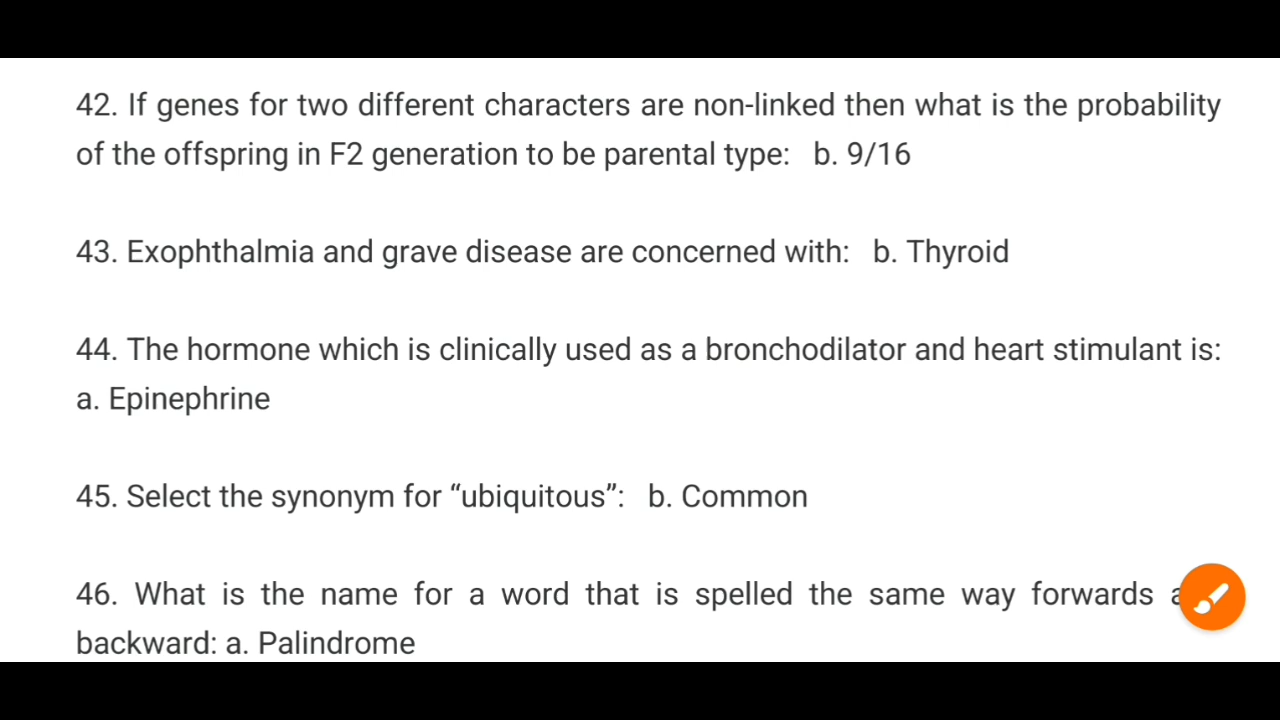 42. If genes for two different characters are non-linked then what is the probability
of the offspring in F2 generation to be parental type: b. 9/16
43. Exophthalmia and grave disease are concerned with: b. Thyroid
44. The hormone which is clinically used as a bronchodilator and heart stimulant is:
a. Epinephrine
45. Select the synonym for “ubiquitous”: b. Common
46. What is the name for a word that is spelled the same way forwards
backward: a. Palindrome